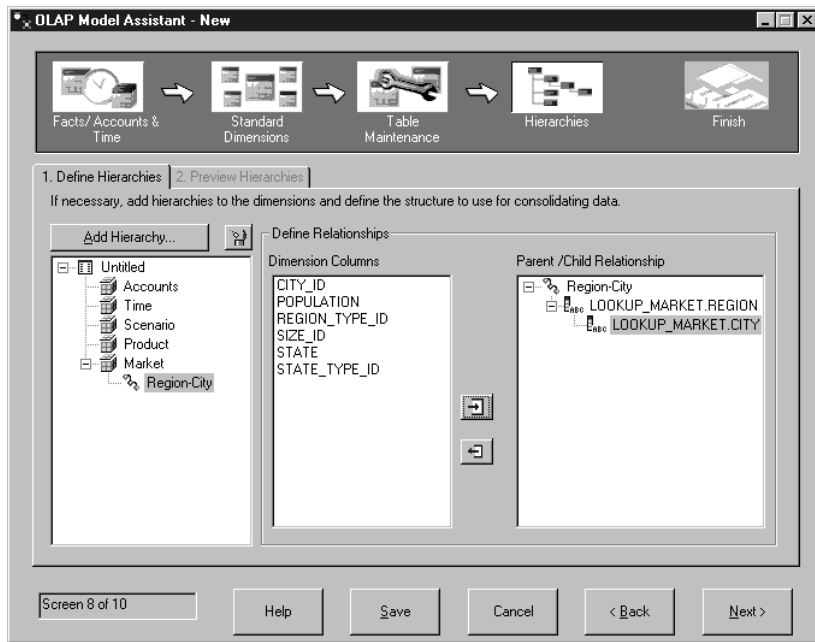 OLAP Model Assistant - New
Facts/ Accounts &
Time
Standard
Dimensions
Table
Maintenance
Hierarchies
Finish
1. Define Hierarchies
2. Preview Hierarchies
If necessary, add hierarchies to the dimensions and define the structure to use for consolidating data.
Add Hierarchy...
Untitled
Accounts
Time
Scenario
Product
Market
Region-City
Define Relationships
Dimension Columns
CITY_ID
POPULATION
REGION_TYPE_ID
SIZE_ID
STATE
STATE_TYPE_ID
Parent /Child Relationship
Region-City
ABC LOOKUP_MARKET.REGION
ABC LOOKUP_MARKET.CITY
Screen 8 of 10
Help
Save
Cancel
< Back
Next >